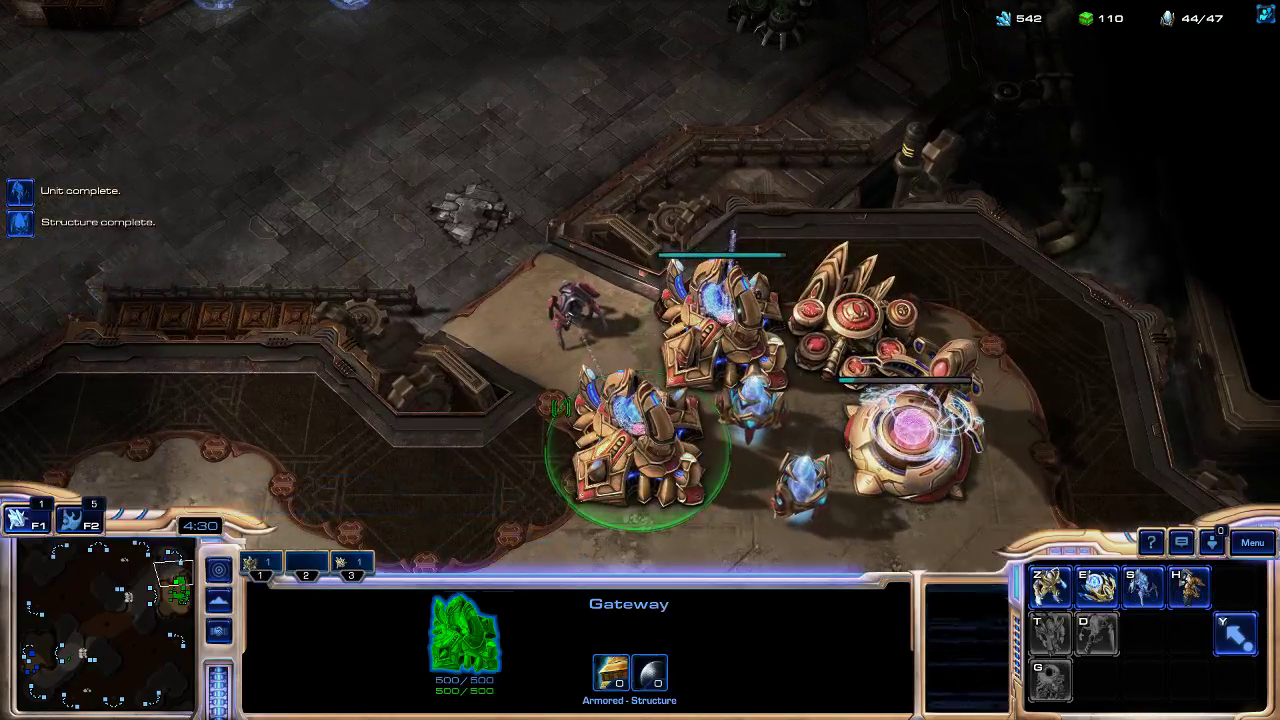 542 110 44/47
Unit complete.
Structure complete.
1 5
F1 F2
4:30
? 0 Menu
1 1
1 2 3
Gateway
Z E S H
T D Y
G
500/500
500/500
0 0
Armored - Structure